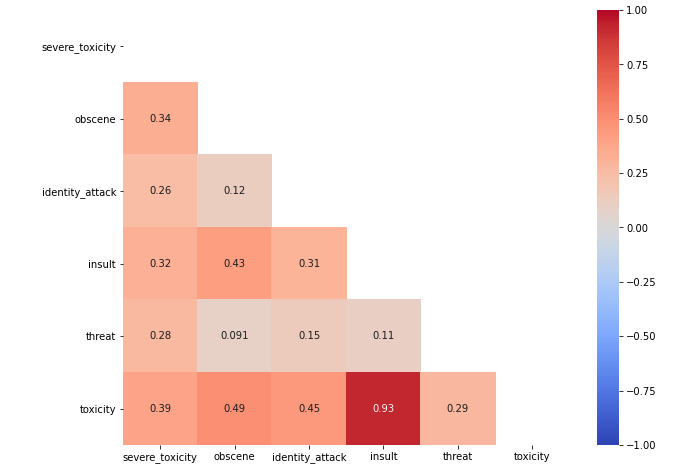 severe_toxicity
obscene 0.34
identity_attack 0.26 0.12
insult 0.32 0.43 0.31
threat 0.28 0.091 0.15 0.11
toxicity 0.39 0.49 0.45 0.93 0.29
severe_toxicity obscene identity_attack insult threat toxicity
1.00
0.75
0.50
0.25
0.00
−0.25
−0.50
−0.75
−1.00